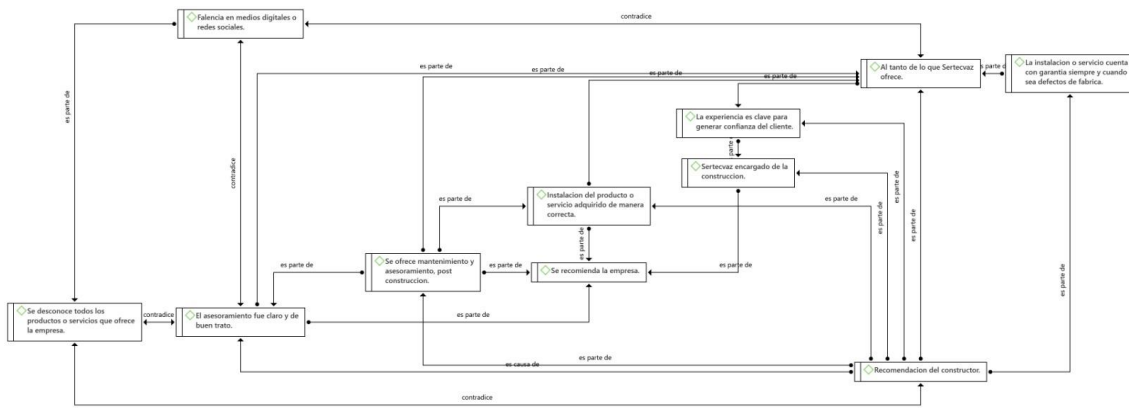 contradice
Falencia en medios digitales o
redes sociales.
es parte de
es parte de
es parte de
Al tanto de lo que Sertecvaz
ofrece.
es parte de
La instalacion o servicio cuenta
con garantia siempre y cuando
sea defectos de fabrica.
es parte de
La experiencia es clave para
generar confianza del cliente.
es parte de
parte de
Sertecvaz encargado de la
construccion.
contradice
es parte de
es parte de
es parte de
Instalacion del producto o
servicio adquirido de manera
correcta.
es parte de
es parte de
es parte de
es parte de
es parte de
Se ofrece mantenimiento y
asesoramiento, post
construccion.
es parte de
Se recomienda la empresa.
es parte de
Se desconoce todos los
productos o servicios que ofrece
la empresa.
contradice
El asesoramiento fue claro y de
buen trato.
es parte de
es parte de
es causa de
Recomendacion del constructor.
contradice